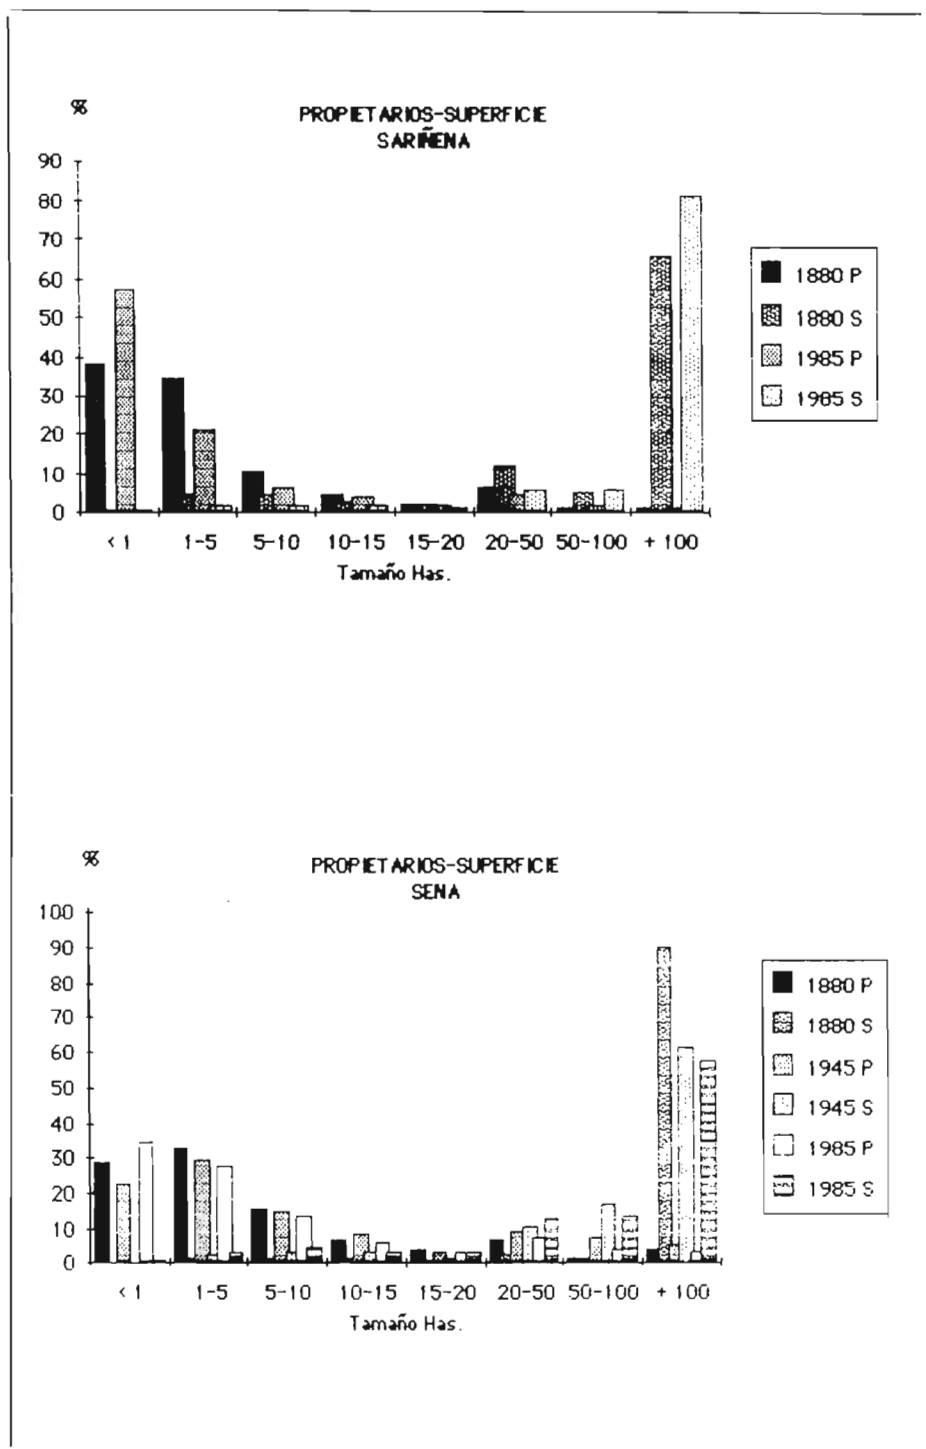 %
PROPIETARIOS-SUPERFICIE
SARIÑENA
90
80
70
60
50
40
30
20
10
0
< 1 1-5 5-10 10-15 15-20 20-50 50-100 + 100
Tamaño Has.
1880 P
1880 S
1985 P
1985 S
%
PROPIETARIOS-SUPERFICIE
SENA
100
90
80
70
60
50
40
30
20
10
0
< 1 1-5 5-10 10-15 15-20 20-50 50-100 + 100
Tamaño Has.
1880 P
1880 S
1945 P
1945 S
1985 P
1985 S